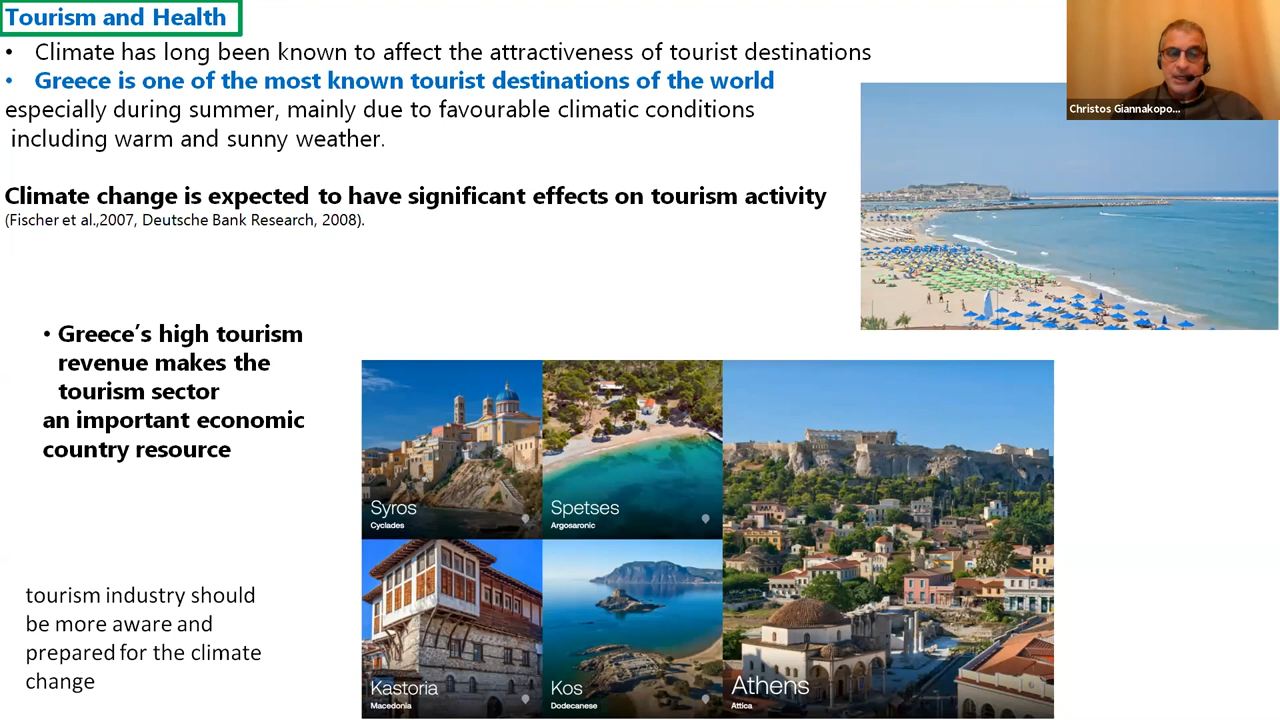 Tourism and Health
• Climate has long been known to affect the attractiveness of tourist destinations
• Greece is one of the most known tourist destinations of the world
especially during summer, mainly due to favourable climatic conditions
including warm and sunny weather.
Christos Giannakopo...
Climate change is expected to have significant effects on tourism activity
(Fischer et al.,2007, Deutsche Bank Research, 2008).
• Greece’s high tourism
revenue makes the
tourism sector
an important economic
country resource
Syros
Cyclades
Spetses
Argosaronic
Kastoria
Macedonia
Kos
Dodecanese
Athens
Attica
tourism industry should
be more aware and
prepared for the climate
change